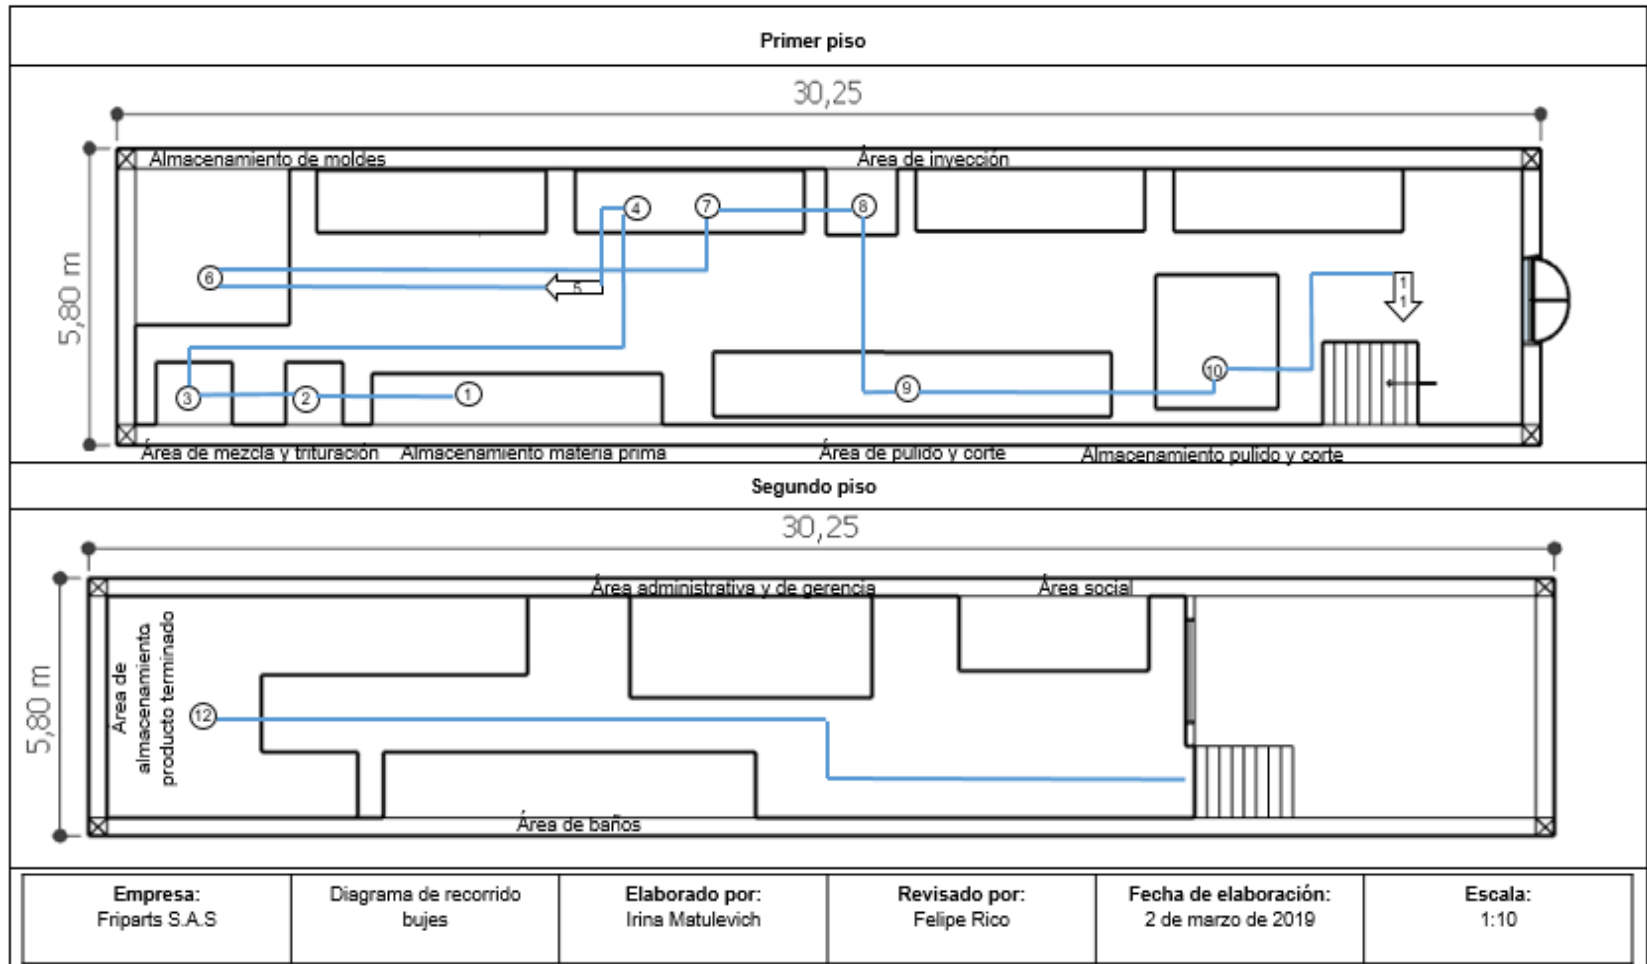 Primer piso
30,25
Almacenamiento de moldes
Área de inyección
4
7
8
6
5
1
1
5,80 m
10
3
2
1
9
Área de mezcla y trituración
Almacenamiento materia prima
Área de pulido y corte
Almacenamiento pulido y corte
Segundo piso
30,25
Área administrativa y de gerencia
Área social
Área de
almacenamiento
producto terminado
12
5,80 m
Área de baños
Empresa:
Friparts S.A.S
Diagrama de recorrido
bujes
Elaborado por:
Irina Matulevich
Revisado por:
Felipe Rico
Fecha de elaboración:
2 de marzo de 2019
Escala:
1:10